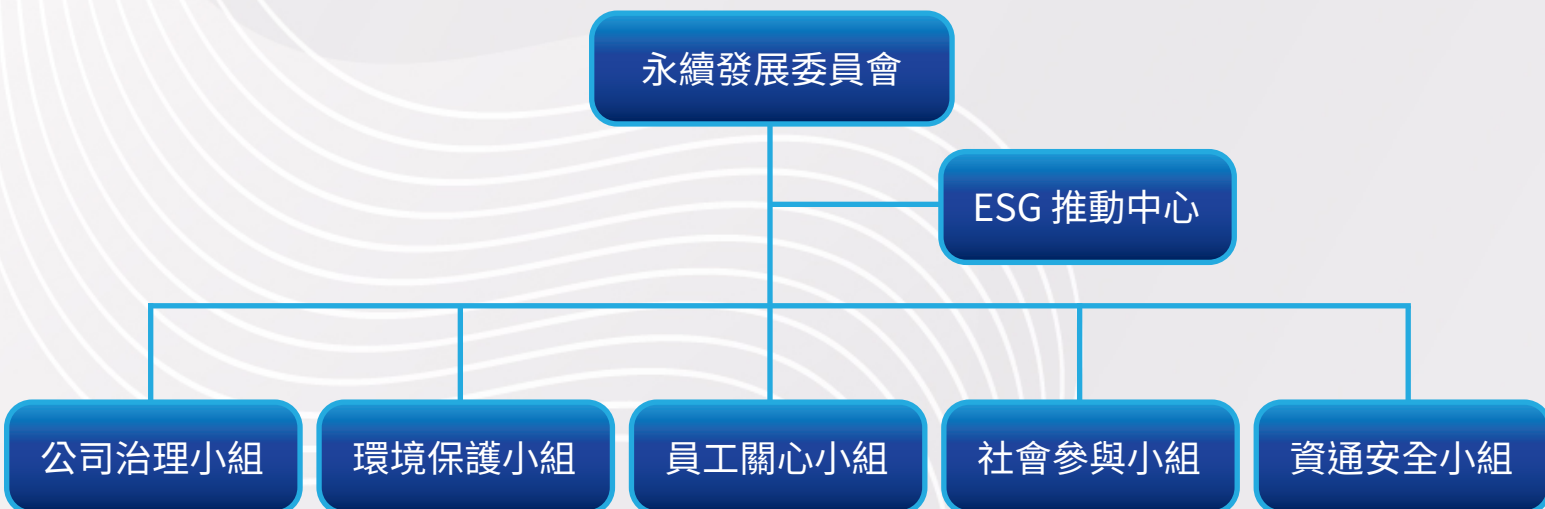 永續發展委員會
ESG 推動中心
公司治理小組
環境保護小組
員工關心小組
社會參與小組
資通安全小組